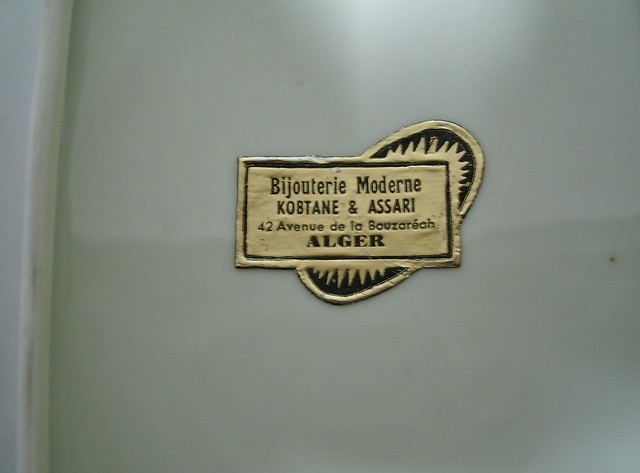 Bijouterie Moderne
KOBTANE & ASSARI
42 Avenue de la Bouzaréah
ALGER